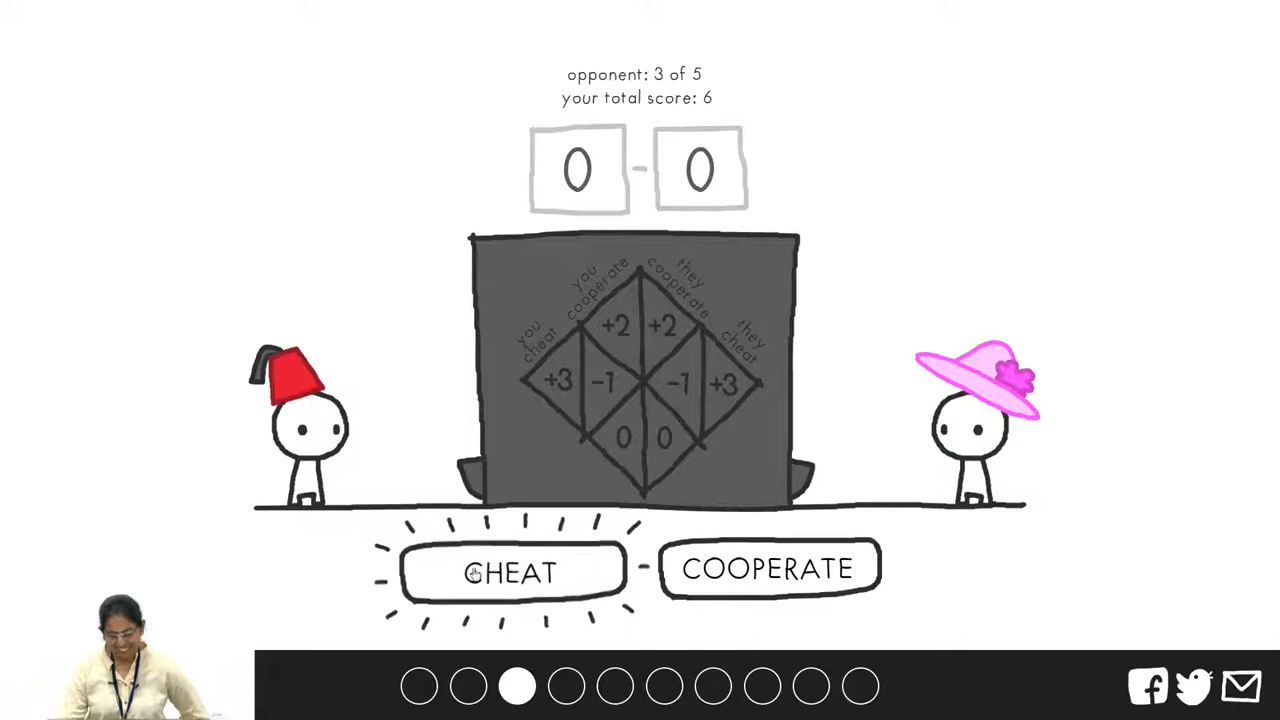 opponent: 3 of 5
your total score: 6
0 - 0
you cooperate
they cooperate
you cheat
they cheat
+2 +2
+3 -1 -1 +3
0 0
CHEAT - COOPERATE